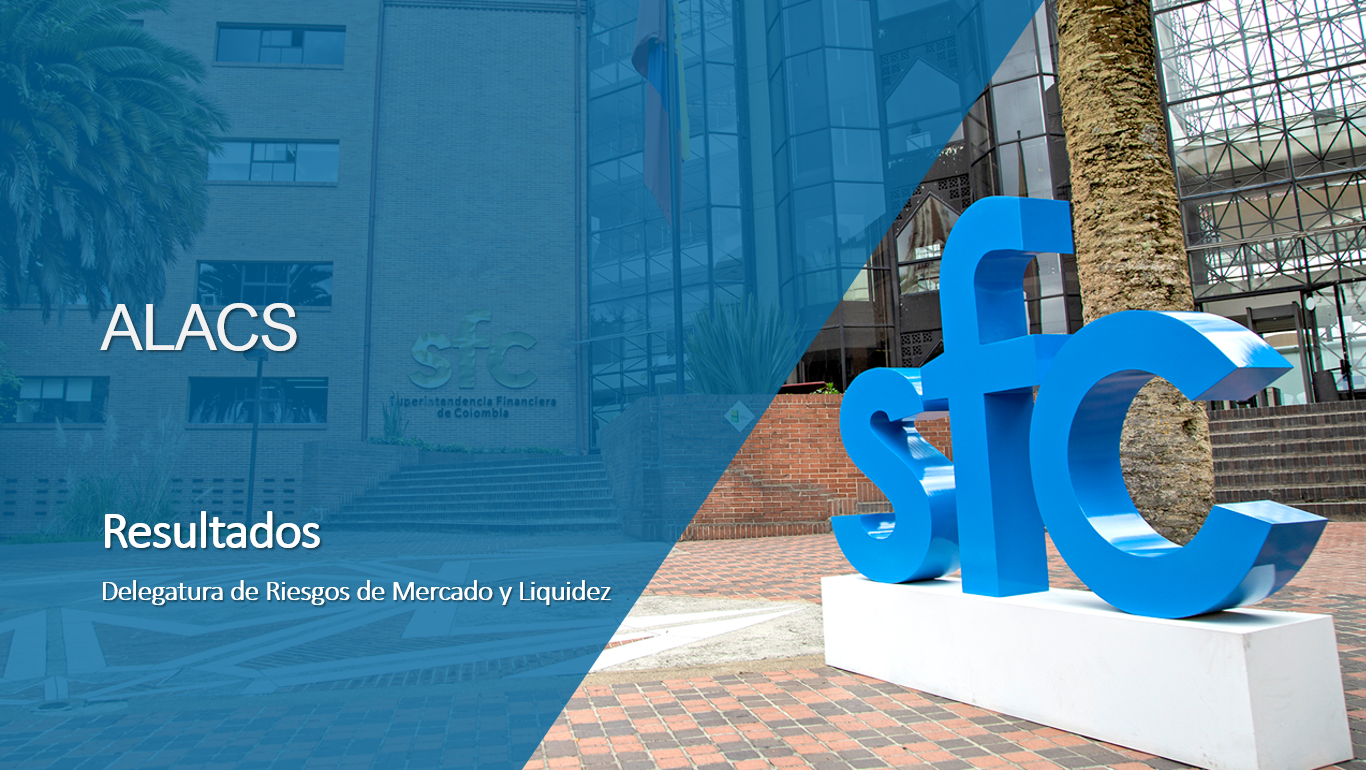 ALACS
sfc
Superintendencia Financiera
de Colombia
Resultados
Delegatura de Riesgos de Mercado y Liquidez
sfc